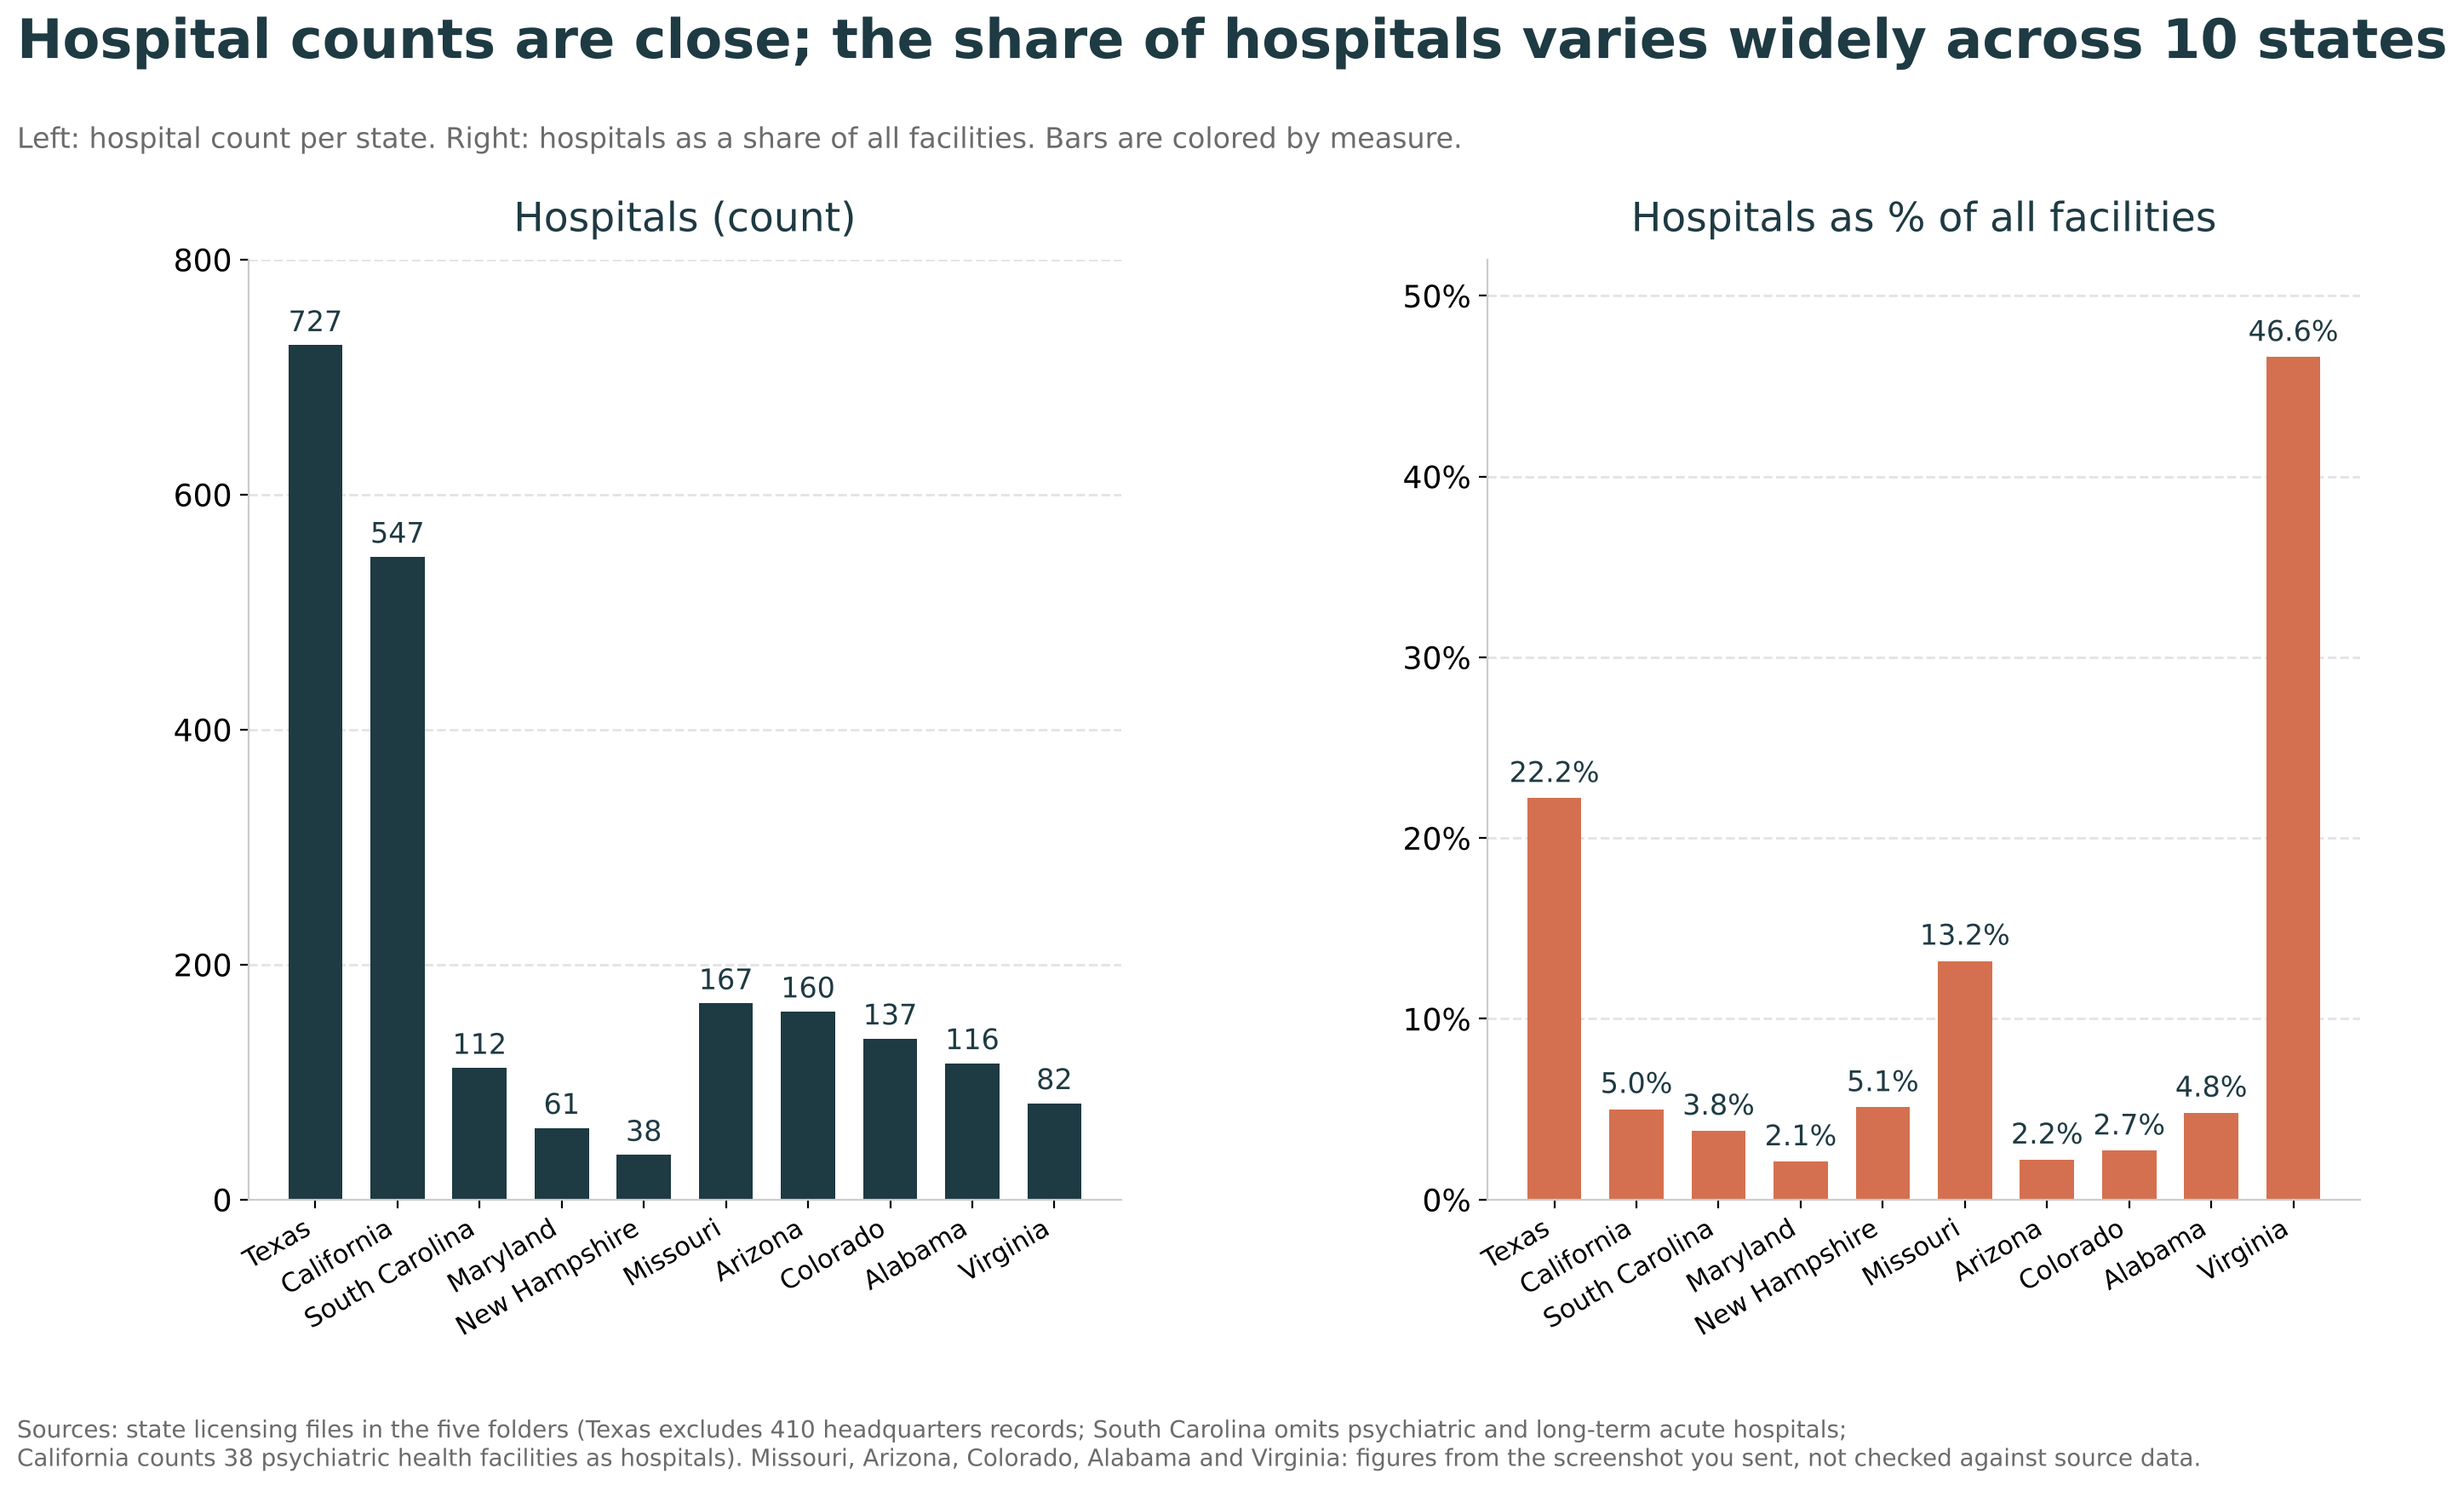 Hospital counts are close; the share of hospitals varies widely across 10 states
Left: hospital count per state. Right: hospitals as a share of all facilities. Bars are colored by measure.
Hospitals (count)
800
600
400
200
0
727
547
112
61
38
167
160
137
116
82
Texas
California
South Carolina
Maryland
New Hampshire
Missouri
Arizona
Colorado
Alabama
Virginia
Hospitals as % of all facilities
50%
40%
30%
20%
10%
0%
22.2%
5.0%
3.8%
2.1%
5.1%
13.2%
2.2%
2.7%
4.8%
46.6%
Texas
California
South Carolina
Maryland
New Hampshire
Missouri
Arizona
Colorado
Alabama
Virginia
Sources: state licensing files in the five folders (Texas excludes 410 headquarters records; South Carolina omits psychiatric and long-term acute hospitals;
California counts 38 psychiatric health facilities as hospitals). Missouri, Arizona, Colorado, Alabama and Virginia: figures from the screenshot you sent, not checked against source data.